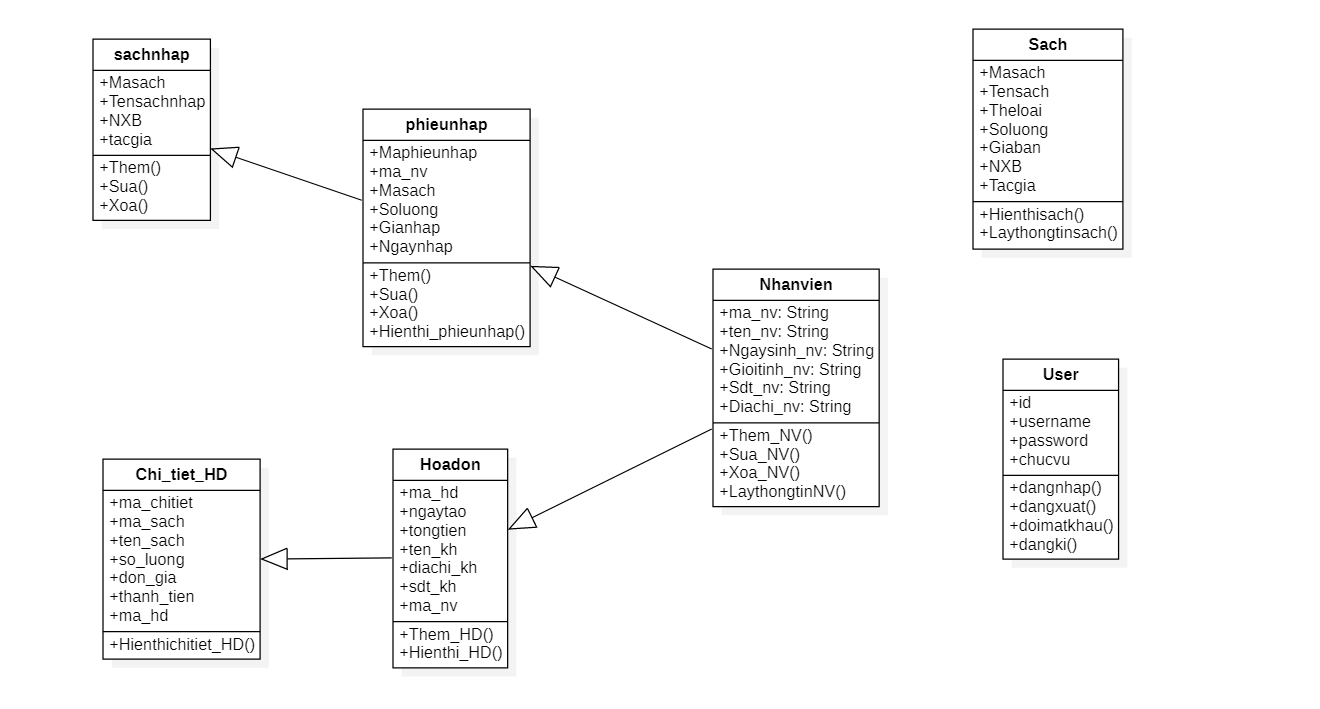 sachnhap
+Masach
+Tensachnhap
+NXB
+tacgia
+Them()
+Sua()
+Xoa()
phieunhap
+Maphieunhap
+ma_nv
+Masach
+Soluong
+Gianhap
+Ngaynhap
+Them()
+Sua()
+Xoa()
+Hienthi_phieunhap()
Nhanvien
+ma_nv: String
+ten_nv: String
+Ngaysinh_nv: String
+Gioitinh_nv: String
+Sdt_nv: String
+Diachi_nv: String
+Them_NV()
+Sua_NV()
+Xoa_NV()
+LaythongtinNV()
Sach
+Masach
+Tensach
+Theloai
+Soluong
+Giaban
+NXB
+Tacgia
+Hienthisach()
+Laythongtinsach()
User
+id
+username
+password
+chucvu
+dangnhap()
+dangxuat()
+doimatkhau()
+dangki()
Chi_tiet_HD
+ma_chitiet
+ma_sach
+ten_sach
+so_luong
+don_gia
+thanh_tien
+ma_hd
+Hienthichitiet_HD()
Hoadon
+ma_hd
+ngaytao
+tongtien
+ten_kh
+diachi_kh
+sdt_kh
+ma_nv
+Them_HD()
+Hienthi_HD()